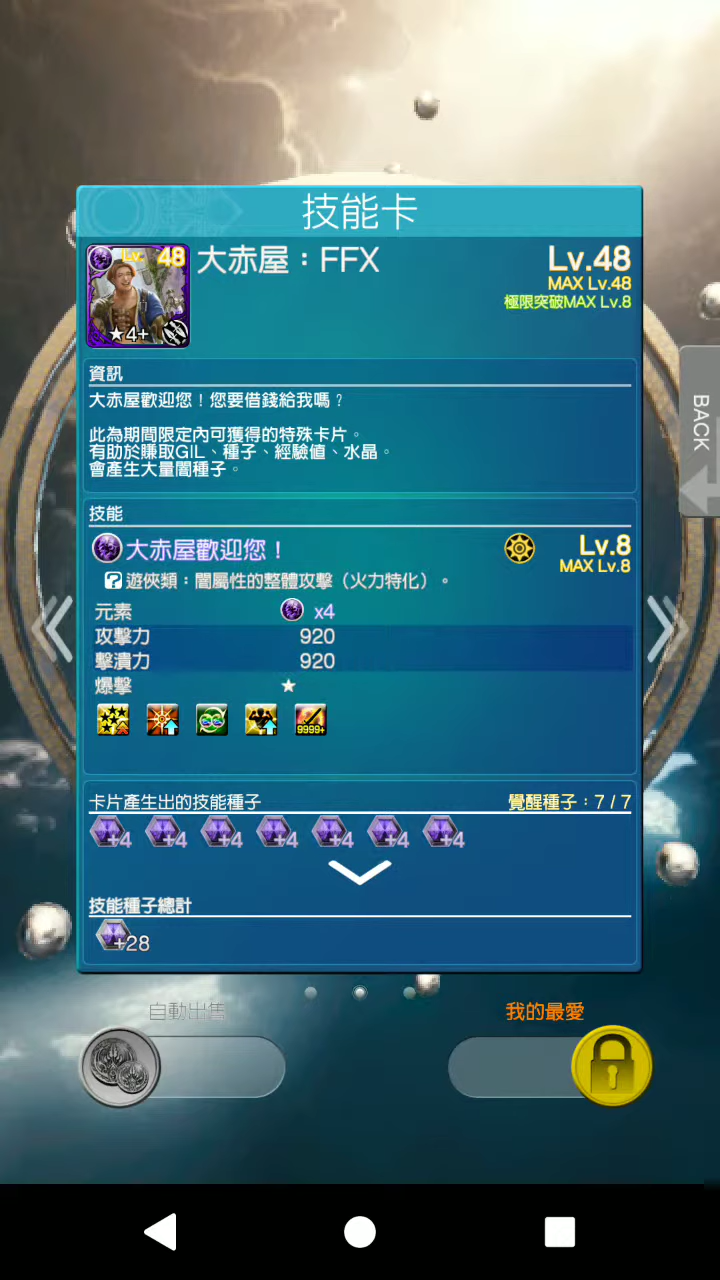 技能卡
Lv. 48
★4+
大赤屋：FFX
Lv.48
MAX Lv.48
極限突破MAX Lv.8
資訊
大赤屋歡迎您！您要借錢給我嗎？
此為期間限定內可獲得的特殊卡片。
有助於賺取GIL、種子、經驗值、水晶。
會產生大量闇種子。
BACK
技能
大赤屋歡迎您！
Lv.8
MAX Lv.8
?遊俠類：闇屬性的整體攻擊（火力特化）。
元素 x4
攻擊力 920
擊潰力 920
爆擊 ★
9999+
卡片產生出的技能種子 覺醒種子：7 / 7
+4 +4 +4 +4 +4 +4 +4
技能種子總計
+28
自動出售
我的最愛